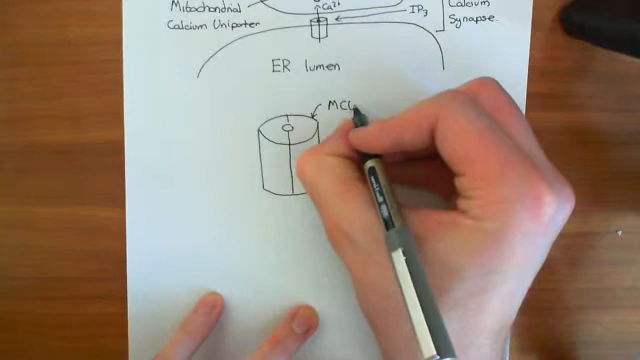 Mitochondrial
Calcium Uniporter
Ca²⁺
IP₃
Calcium
Synapse.
ER lumen
MCU